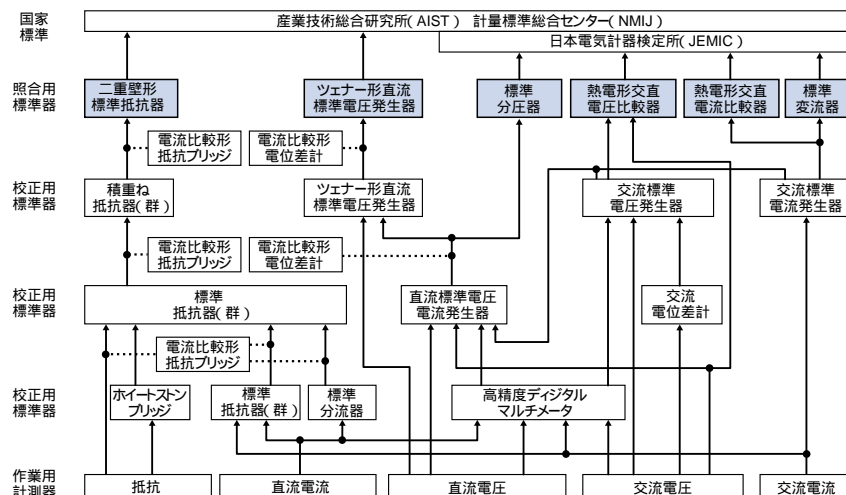 国家
標準
産業技術総合研究所(AIST) 計量標準総合センター(NMIJ)
日本電気計器検定所(JEMIC)
照合用
標準器
二重壁形
標準抵抗器
ツェナー形直流
標準電圧発生器
標準
分圧器
熱電形交直
電圧比較器
熱電形交直
電流比較器
標準
変流器
電流比較形
抵抗ブリッジ
電流比較形
電位差計
校正用
標準器
積重ね
抵抗器(群)
ツェナー形直流
標準電圧発生器
交流標準
電圧発生器
交流標準
電流発生器
電流比較形
抵抗ブリッジ
電流比較形
電位差計
校正用
標準器
標準
抵抗器(群)
直流標準電圧
電流発生器
交流
電位差計
電流比較形
抵抗ブリッジ
校正用
標準器
ホイートストン
ブリッジ
標準
抵抗器(群)
標準
分流器
高精度ディジタル
マルチメータ
作業用
計測器
抵抗
直流電流
直流電圧
交流電圧
交流電流